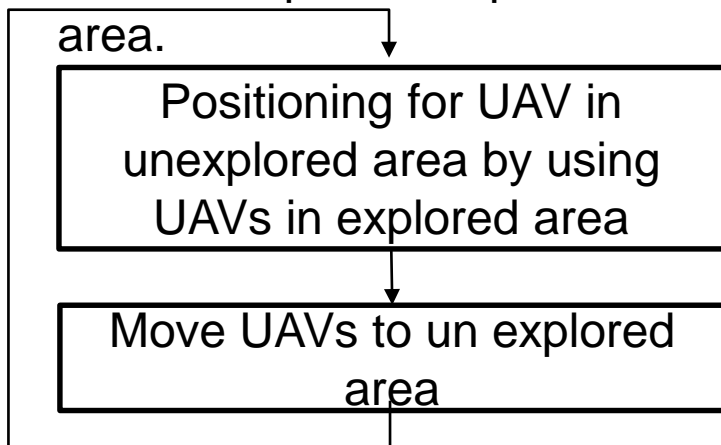 area.
Positioning for UAV in
unexplored area by using
UAVs in explored area
Move UAVs to un explored
area